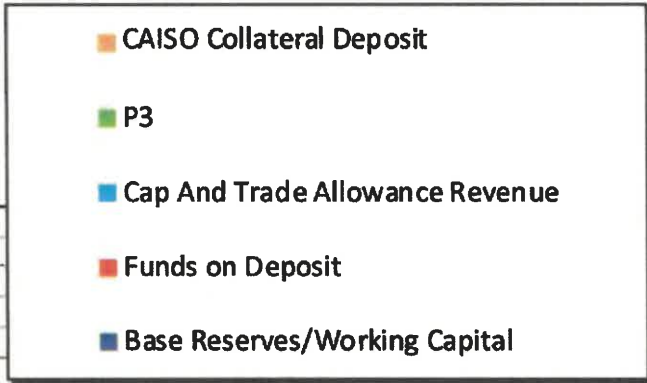 CAISO Collateral Deposit
P3
Cap And Trade Allowance Revenue
Funds on Deposit
Base Reserves/Working Capital